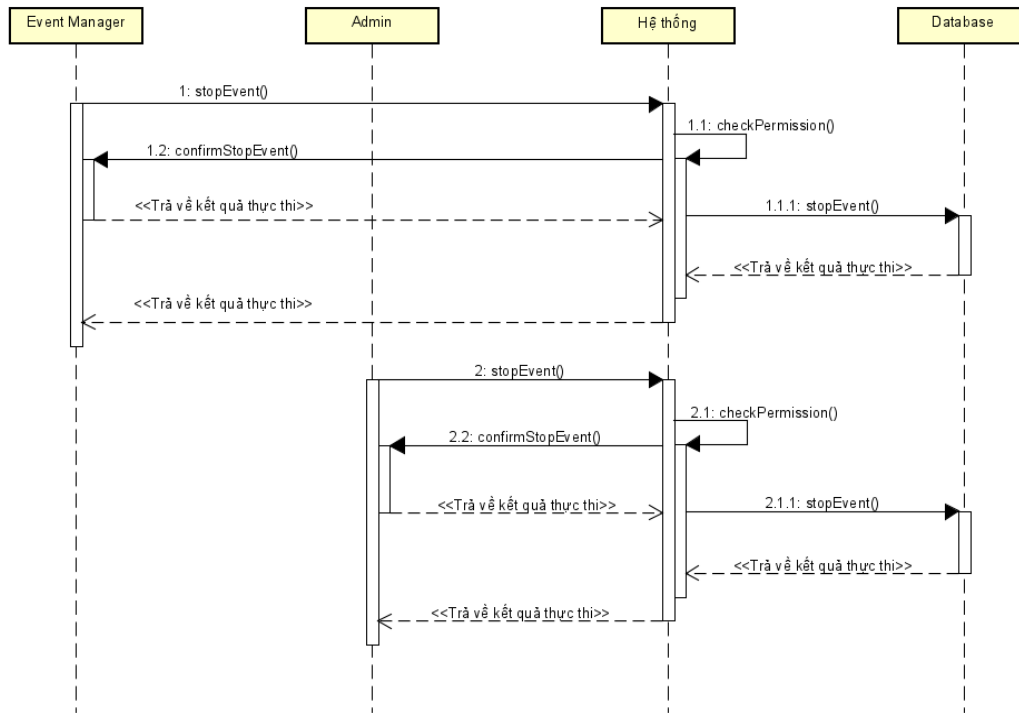 Event Manager
Admin
Hệ thống
Database
1: stopEvent()
1.1: checkPermission()
1.2: confirmStopEvent()
<<Trả về kết quả thực thi>>
1.1.1: stopEvent()
<<Trả về kết quả thực thi>>
<<Trả về kết quả thực thi>>
2: stopEvent()
2.1: checkPermission()
2.2: confirmStopEvent()
<<Trả về kết quả thực thi>>
2.1.1: stopEvent()
<<Trả về kết quả thực thi>>
<<Trả về kết quả thực thi>>